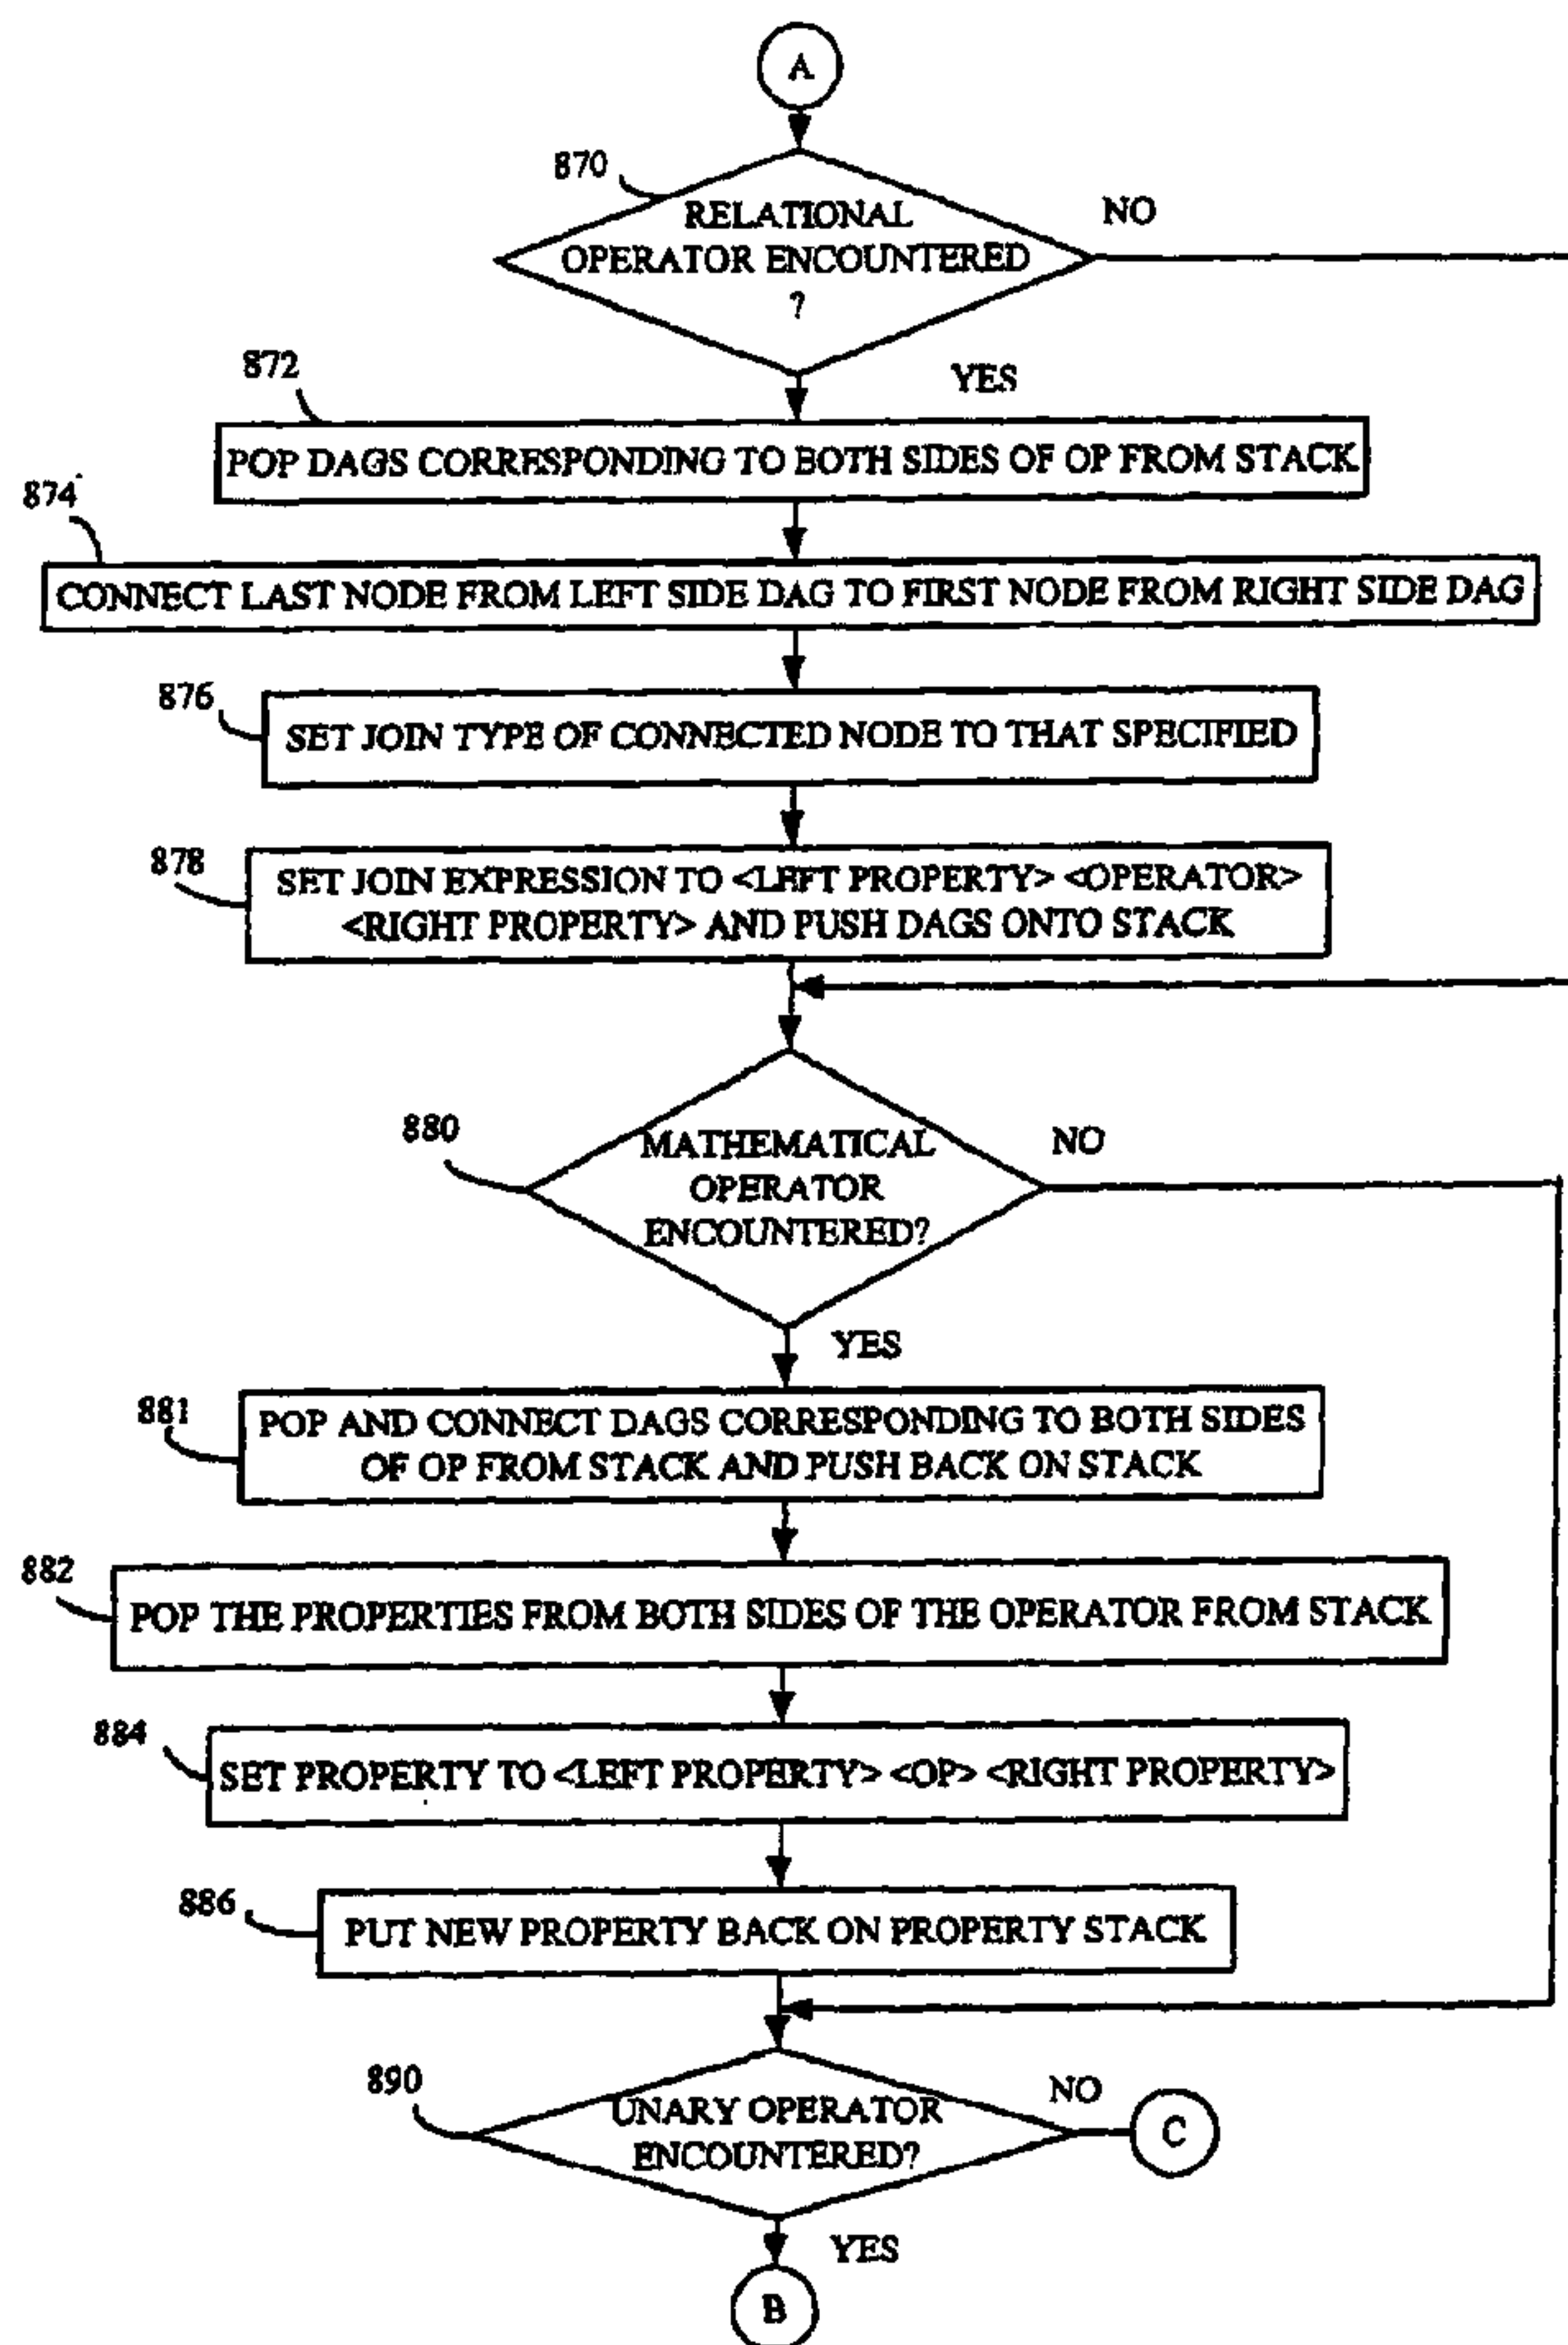 A
870
RELATIONAL
OPERATOR ENCOUNTERED
?
NO
YES
872
POP DAGS CORRESPONDING TO BOTH SIDES OF OP FROM STACK
874
CONNECT LAST NODE FROM LEFT SIDE DAG TO FIRST NODE FROM RIGHT SIDE DAG
876
SET JOIN TYPE OF CONNECTED NODE TO THAT SPECIFIED
878
SET JOIN EXPRESSION TO <LEFT PROPERTY> <OPERATOR>
<RIGHT PROPERTY> AND PUSH DAGS ONTO STACK
880
MATHEMATICAL
OPERATOR
ENCOUNTERED?
NO
YES
881
POP AND CONNECT DAGS CORRESPONDING TO BOTH SIDES
OF OP FROM STACK AND PUSH BACK ON STACK
882
POP THE PROPERTIES FROM BOTH SIDES OF THE OPERATOR FROM STACK
884
SET PROPERTY TO <LEFT PROPERTY> <OP> <RIGHT PROPERTY>
886
PUT NEW PROPERTY BACK ON PROPERTY STACK
890
UNARY OPERATOR
ENCOUNTERED?
NO
C
YES
B